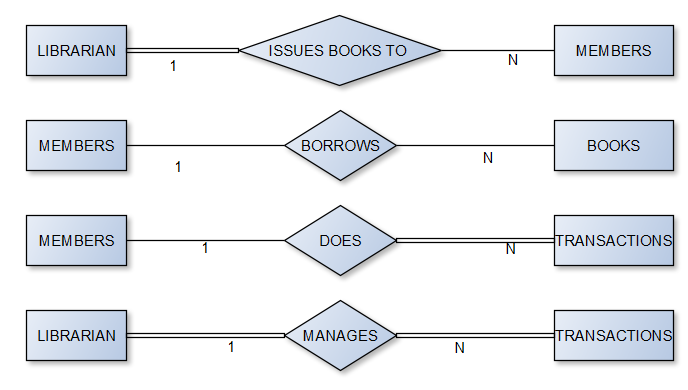 LIBRARIAN ISSUES BOOKS TO MEMBERS
1 N
MEMBERS BORROWS BOOKS
1 N
MEMBERS DOES TRANSACTIONS
1 N
LIBRARIAN MANAGES TRANSACTIONS
1 N